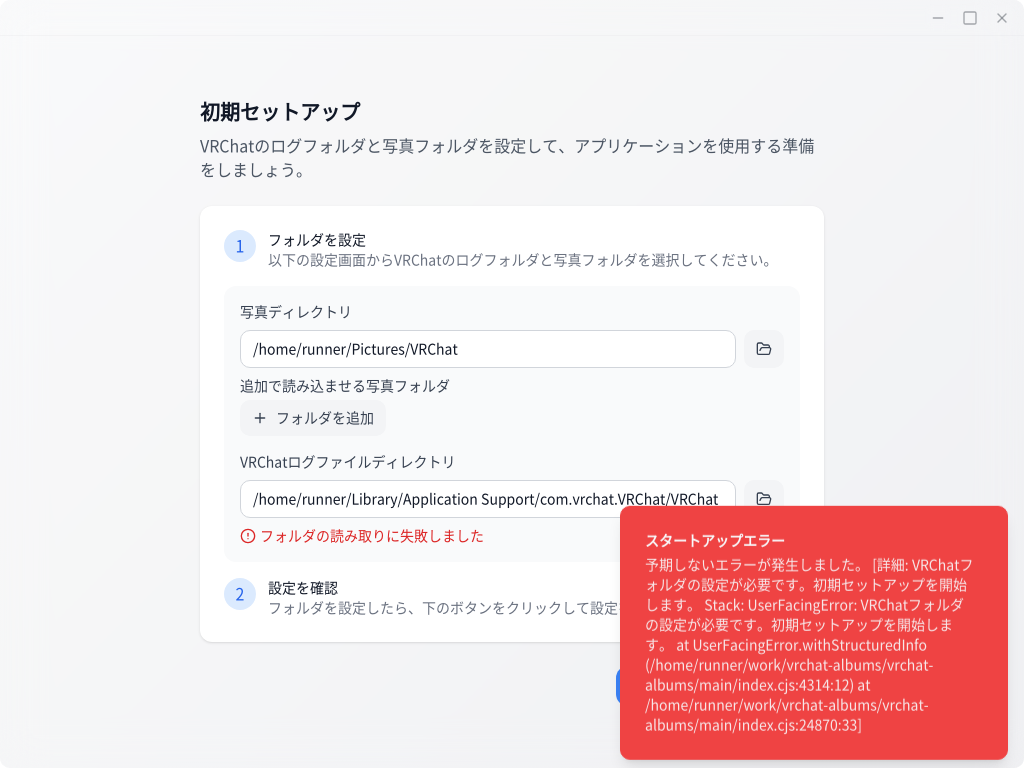 初期セットアップ
VRChatのログフォルダと写真フォルダを設定して、アプリケーションを使用する準備
をしましょう。
1
フォルダを設定
以下の設定画面からVRChatのログフォルダと写真フォルダを選択してください。
写真ディレクトリ
/home/runner/Pictures/VRChat
追加で読み込ませる写真フォルダ
フォルダを追加
VRChatログファイルディレクトリ
/home/runner/Library/Application Support/com.vrchat.VRChat/VRChat
フォルダの読み取りに失敗しました
2
設定を確認
フォルダを設定したら、下のボタンをクリックして設定
スタートアップエラー
予期しないエラーが発生しました。 [詳細: VRChatフ
ォルダの設定が必要です。初期セットアップを開始
します。 Stack: UserFacingError: VRChatフォルダ
の設定が必要です。初期セットアップを開始しま
す。 at UserFacingError.withStructuredInfo
(/home/runner/work/vrchat-albums/vrchat-
albums/main/index.cjs:4314:12) at
/home/runner/work/vrchat-albums/vrchat-
albums/main/index.cjs:24870:33]